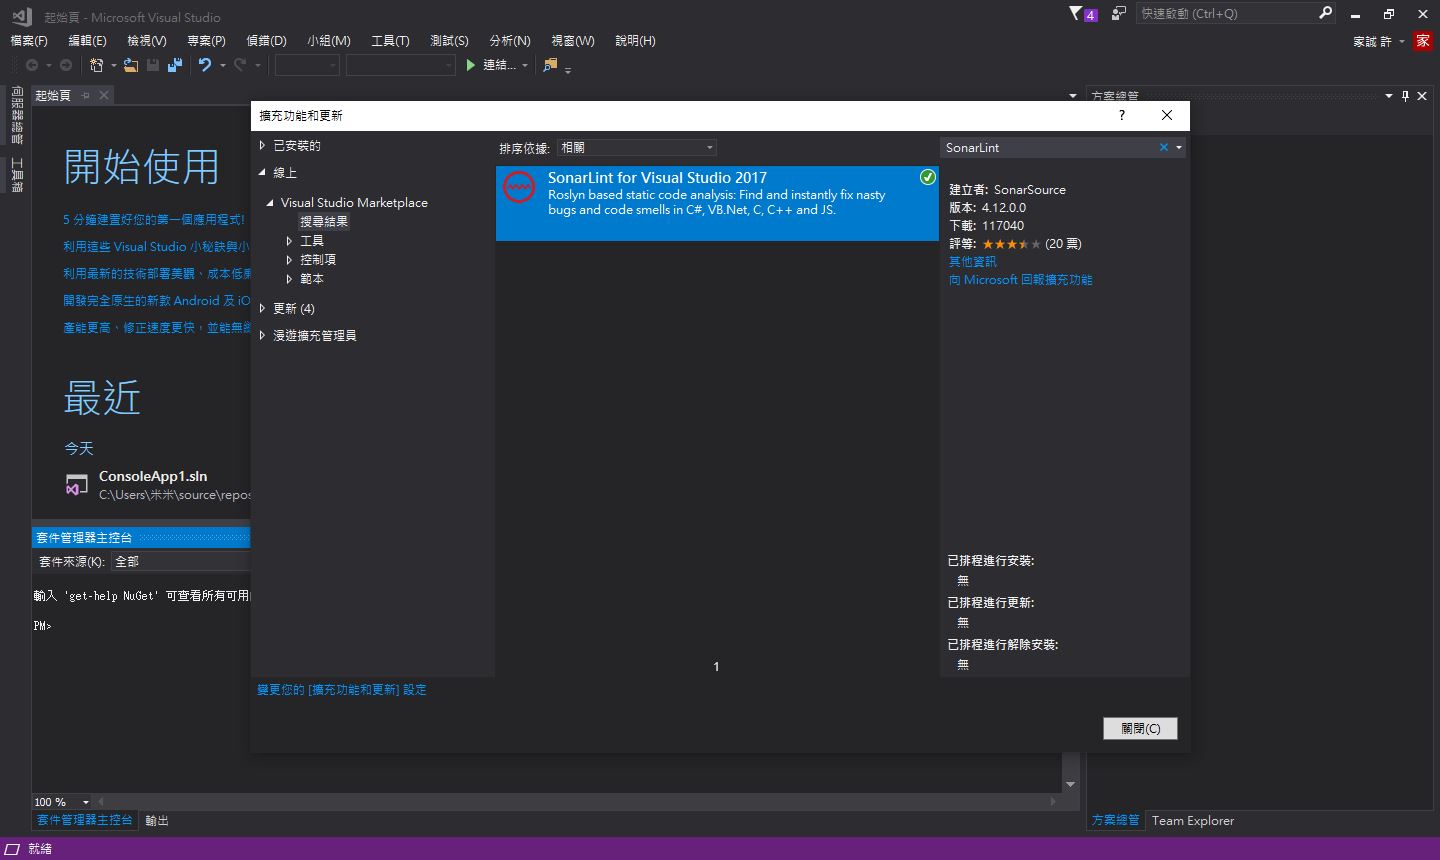 起始頁 - Microsoft Visual Studio
4
快速啟動 (Ctrl+Q)
檔案(F) 編輯(E) 檢視(V) 專案(P) 偵錯(D) 小組(M) 工具(T) 測試(S) 分析(N) 視窗(W) 說明(H)
家誠 許
家
連結...
伺服器總管
工具箱
起始頁
開始使用
5 分鐘建置好您的第一個應用程式!
利用這些 Visual Studio 小秘訣與小
利用最新的技術部署美觀、成本低廉
開發完全原生的新款 Android 及 iO
產能更高、修正速度更快，並能無縫
最近
今天
ConsoleApp1.sln
C:\Users\米米\source\repos
套件管理器主控台
套件來源(K): 全部
輸入 'get-help NuGet' 可查看所有可用
PM>
100 %
套件管理器主控台 輸出
就緒
擴充功能和更新
?
已安裝的
線上
Visual Studio Marketplace
搜尋結果
工具
控制項
範本
更新 (4)
漫遊擴充管理員
變更您的 [擴充功能和更新] 設定
排序依據: 相關
SonarLint for Visual Studio 2017
Roslyn based static code analysis: Find and instantly fix nasty
bugs and code smells in C#, VB.Net, C, C++ and JS.
1
SonarLint
建立者: SonarSource
版本: 4.12.0.0
下載: 117040
評等: (20 票)
其他資訊
向 Microsoft 回報擴充功能
已排程進行安裝:
無
已排程進行更新:
無
已排程進行解除安裝:
無
關閉(C)
方案總管
方案總管 Team Explorer